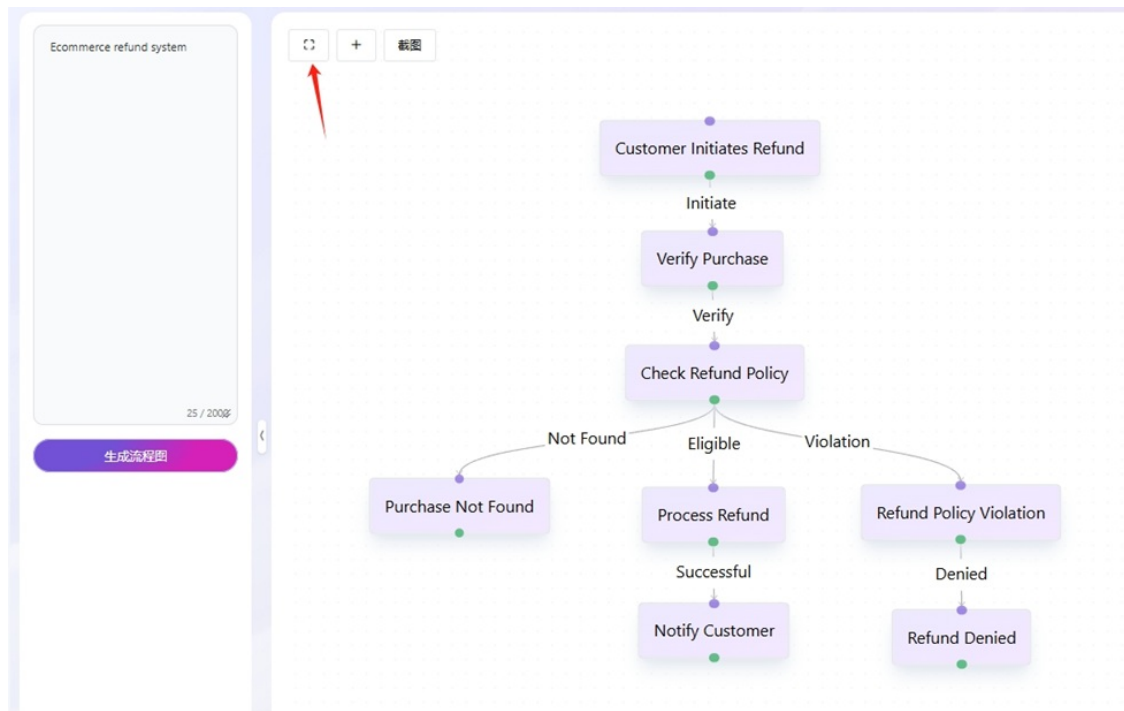 Ecommerce refund system
25 / 2000
生成流程图
截图
Customer Initiates Refund
Initiate
Verify Purchase
Verify
Check Refund Policy
Not Found
Eligible
Violation
Purchase Not Found
Process Refund
Refund Policy Violation
Successful
Denied
Notify Customer
Refund Denied